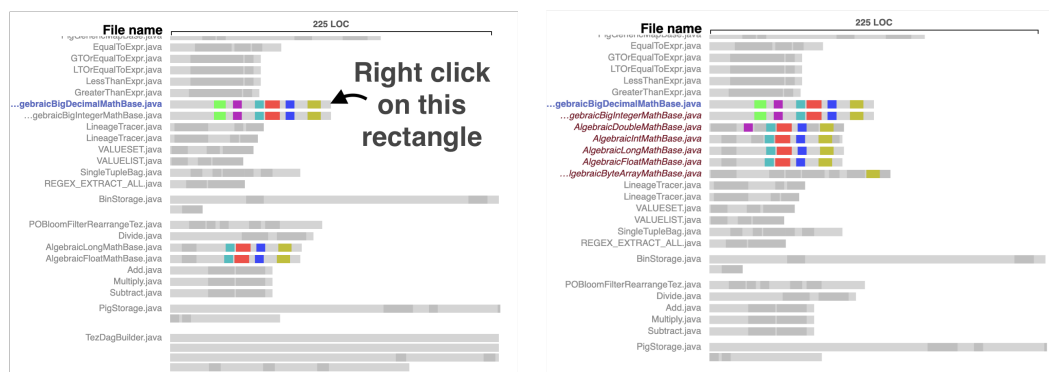 File name
225 LOC
PigGenericMapBase.java
EqualToExpr.java
GTOrEqualToExpr.java
LTOrEqualToExpr.java
LessThanExpr.java
GreaterThanExpr.java
...gebraicBigDecimalMathBase.java
...gebraicBigIntegerMathBase.java
LineageTracer.java
LineageTracer.java
VALUESET.java
VALUELIST.java
SingleTupleBag.java
REGEX_EXTRACT_ALL.java
BinStorage.java
POBloomFilterRearrangeTez.java
Divide.java
AlgebraicLongMathBase.java
AlgebraicFloatMathBase.java
Add.java
Multiply.java
Subtract.java
PigStorage.java
TezDagBuilder.java
Right click
on this
rectangle
File name
225 LOC
EqualToExpr.java
GTOrEqualToExpr.java
LTOrEqualToExpr.java
LessThanExpr.java
GreaterThanExpr.java
...gebraicBigDecimalMathBase.java
...gebraicBigIntegerMathBase.java
AlgebraicDoubleMathBase.java
AlgebraicIntMathBase.java
AlgebraicLongMathBase.java
AlgebraicFloatMathBase.java
...lgebraicByteArrayMathBase.java
LineageTracer.java
LineageTracer.java
VALUESET.java
VALUELIST.java
SingleTupleBag.java
REGEX_EXTRACT_ALL.java
BinStorage.java
POBloomFilterRearrangeTez.java
Divide.java
Add.java
Multiply.java
Subtract.java
PigStorage.java